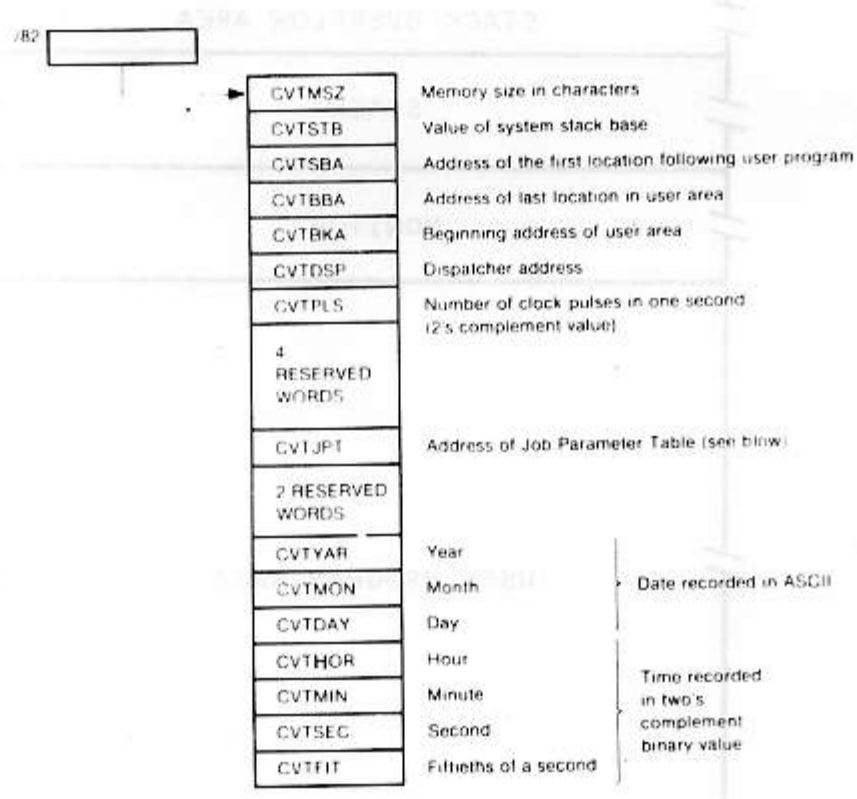 /82
CVTMSZ Memory size in characters
CVTSTB Value of system stack base
CVTSBA Address of the first location following user program
CVTBBA Address of last location in user area
CVTBKA Beginning address of user area
CVTDSP Dispatcher address
CVTPLS Number of clock pulses in one second
(2's complement value)
4
RESERVED
WORDS
CVTJPT Address of Job Parameter Table (see blow)
2 RESERVED
WORDS
CVTYAR Year
CVTMON Month
CVTDAY Day
Date recorded in ASCII
CVTHOR Hour
CVTMIN Minute
CVTSEC Second
CVTFIT Fiftieths of a second
Time recorded
in two's
complement
binary value